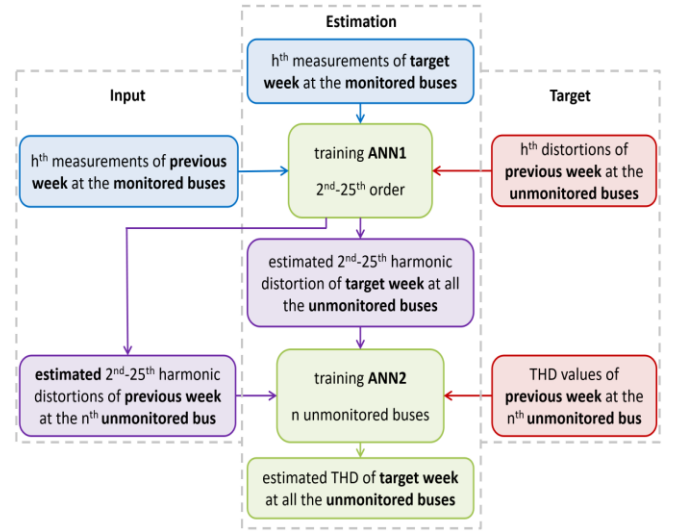 Estimation
h^th measurements of target
week at the monitored buses
Input
Target
h^th measurements of previous
week at the monitored buses
training ANN1
2^nd-25^th order
h^th distortions of
previous week at the
unmonitored buses
estimated 2^nd-25^th harmonic
distortion of target week at all
the unmonitored buses
estimated 2^nd-25^th harmonic
distortions of previous week
at the n^th unmonitored bus
training ANN2
n unmonitored buses
THD values of
previous week at the
n^th unmonitored bus
estimated THD of target week
at all the unmonitored buses